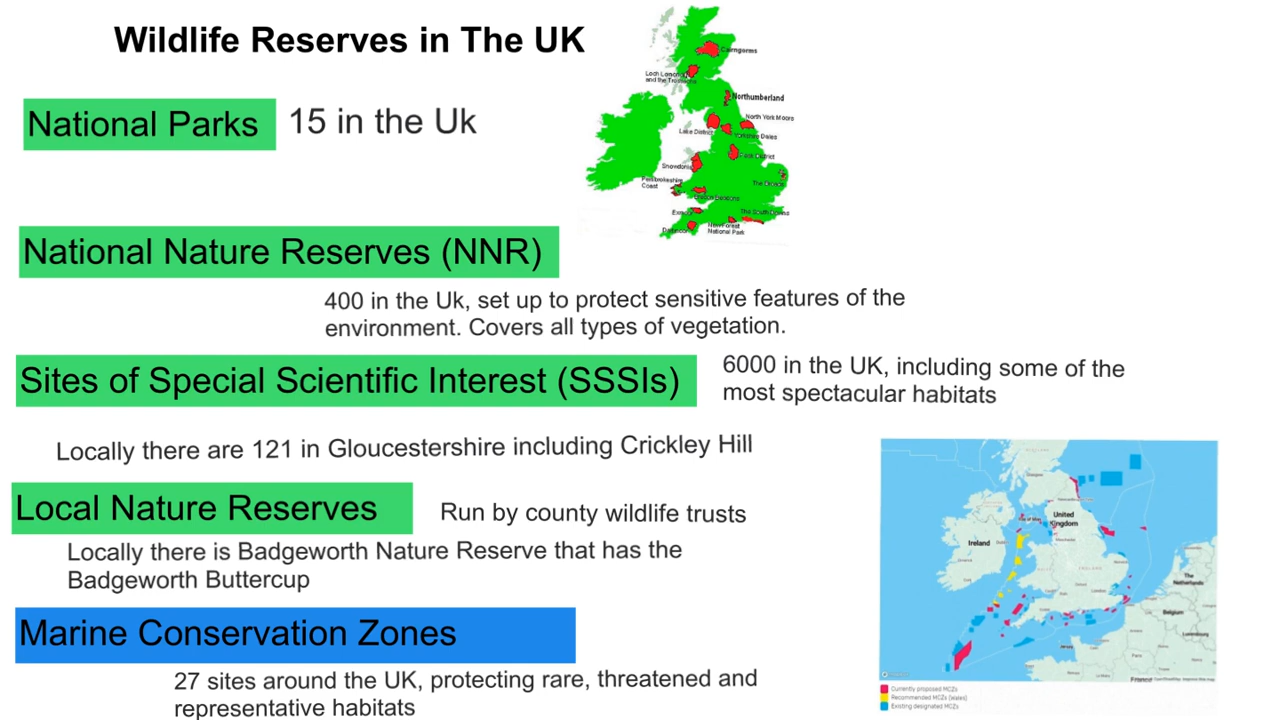 Wildlife Reserves in The UK
National Parks
15 in the Uk
Cairngorms
Loch Lomond
and the Trossachs
Northumberland
North York Moors
Lake District
Yorkshire Dales
Peak District
Snowdonia
Pembrokeshire
Coast
The Broads
Brecon Beacons
Exmoor
The South Downs
New Forest
National Park
Dartmoor
National Nature Reserves (NNR)
400 in the Uk, set up to protect sensitive features of the
environment. Covers all types of vegetation.
Sites of Special Scientific Interest (SSSIs)
6000 in the UK, including some of the
most spectacular habitats
Locally there are 121 in Gloucestershire including Crickley Hill
Local Nature Reserves
Run by county wildlife trusts
Locally there is Badgeworth Nature Reserve that has the
Badgeworth Buttercup
Marine Conservation Zones
27 sites around the UK, protecting rare, threatened and
representative habitats
United
Kingdom
Isle of Man
Ireland
The
Netherlands
Belgium
Luxembourg
Paris
France
Currently proposed MCZs
Recommended MCZs (Wales)
Existing designated MCZs